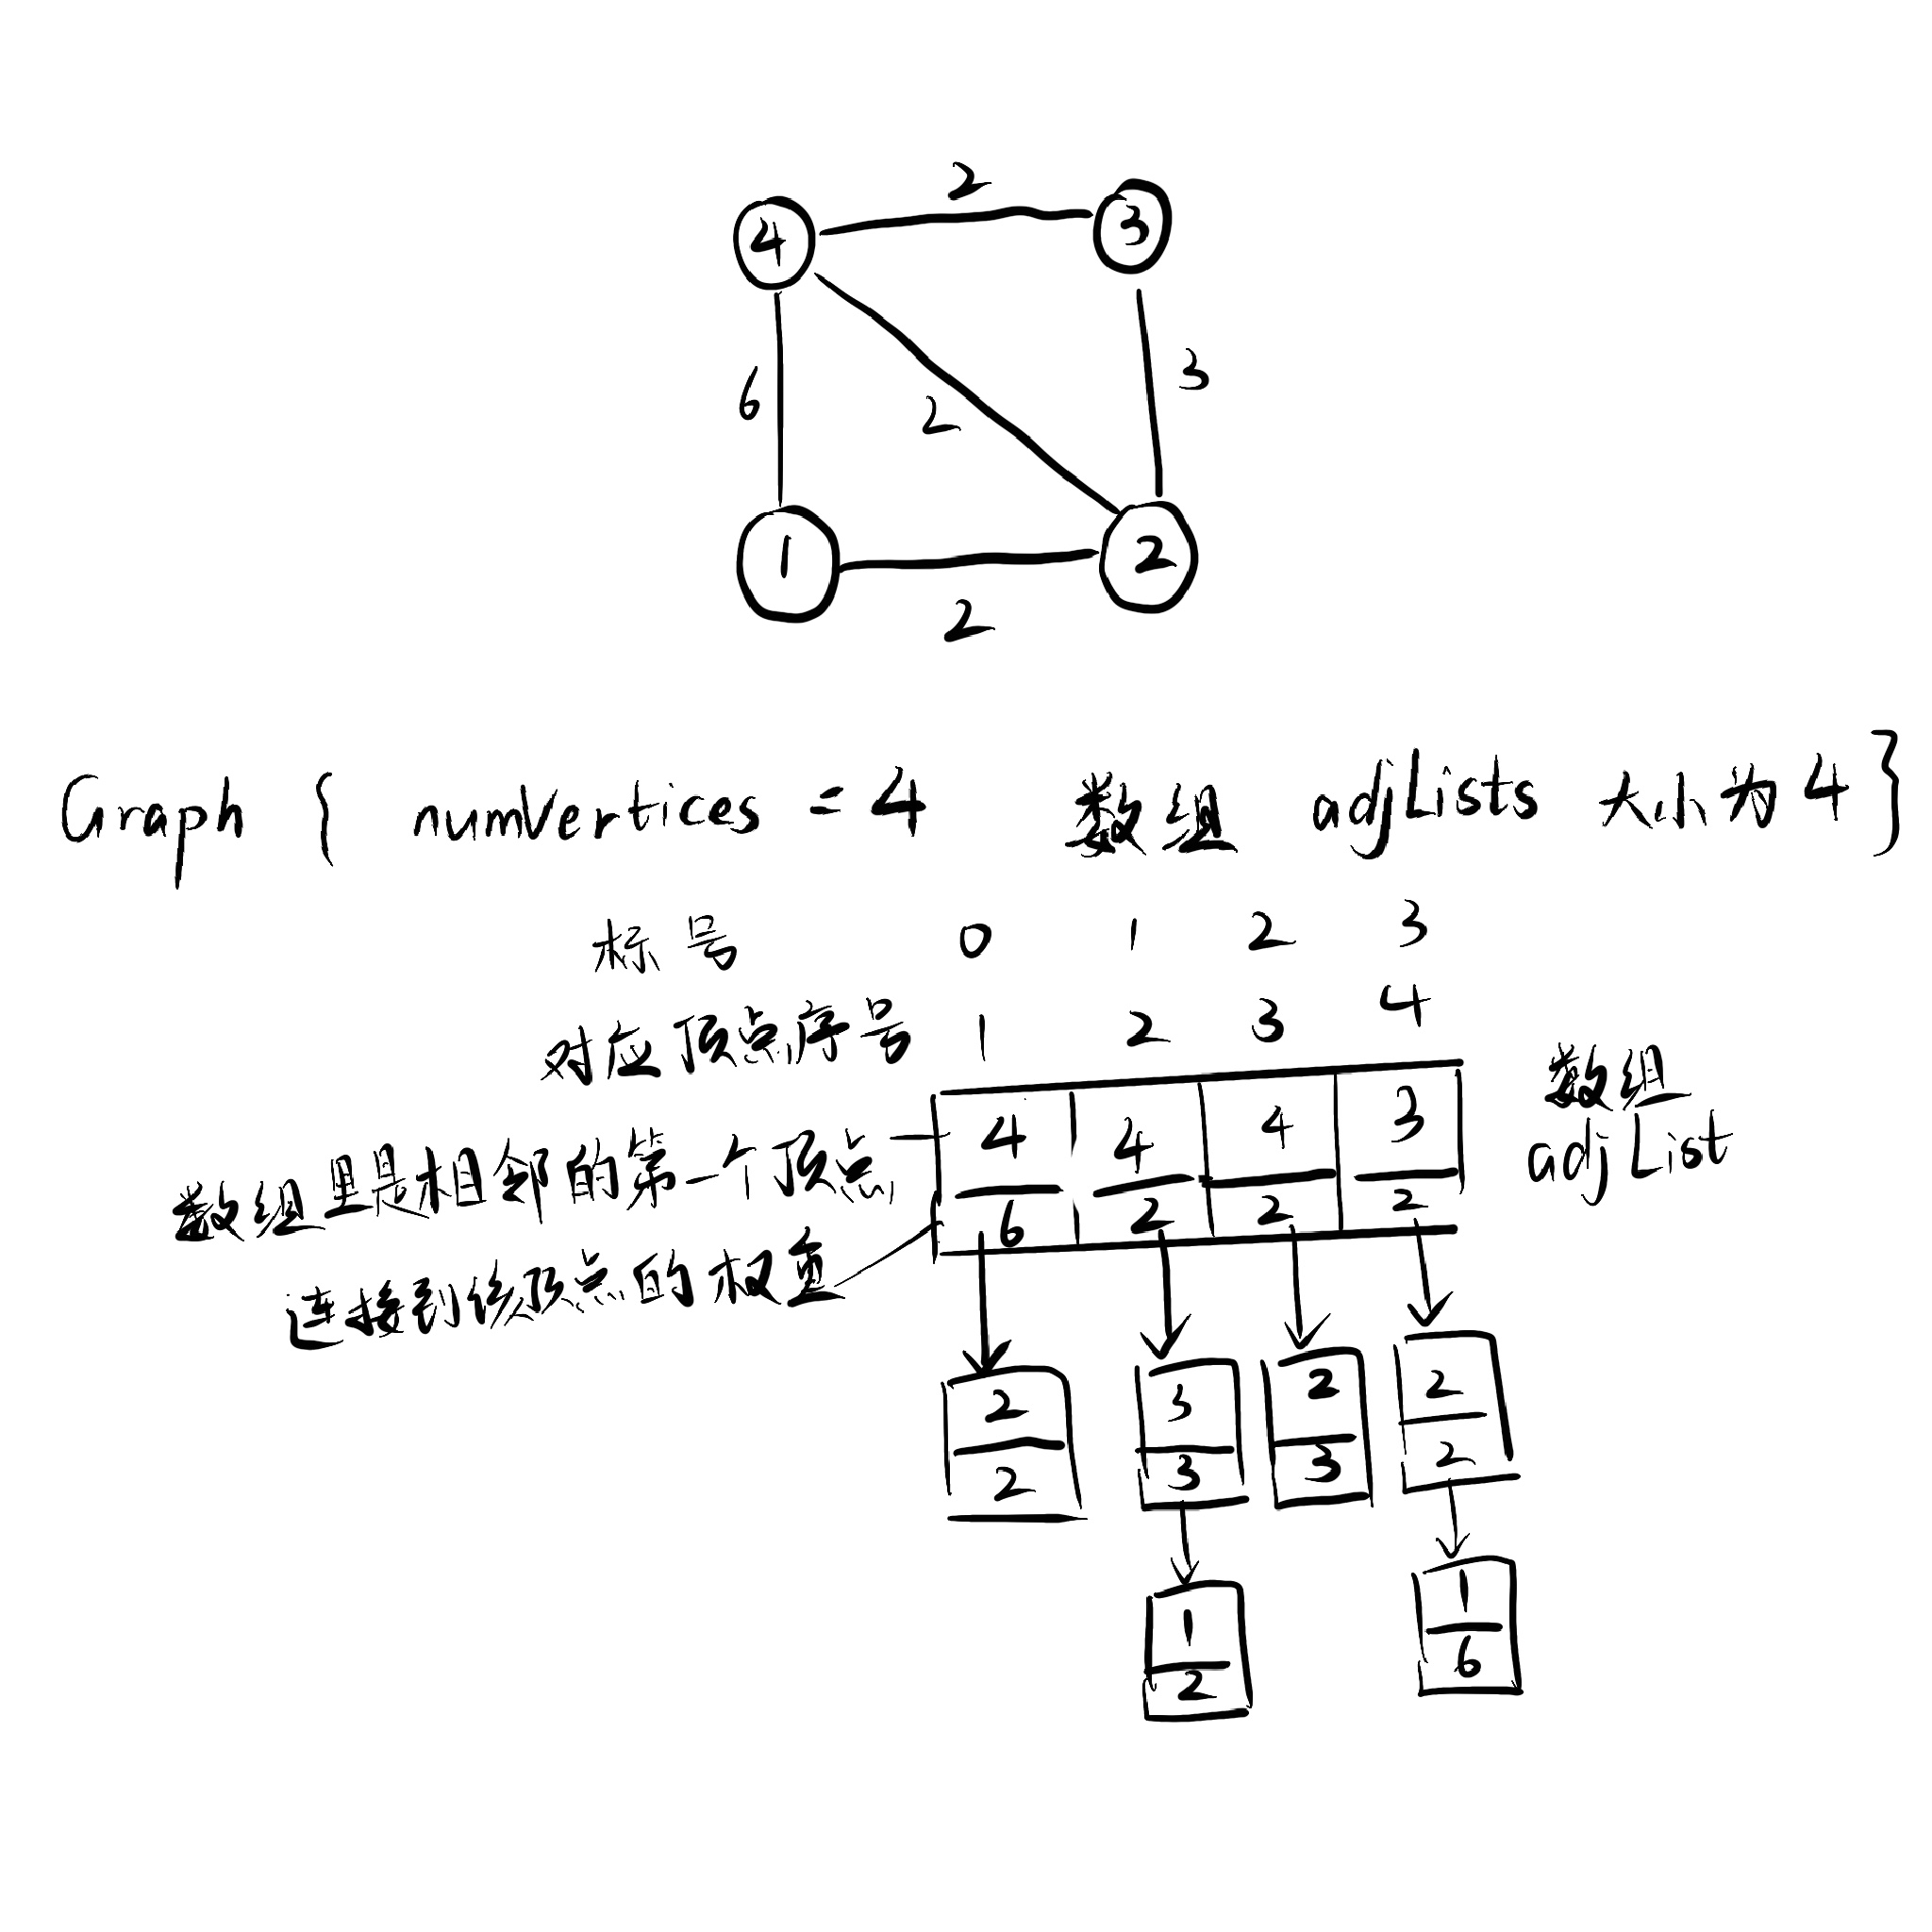 2
4 3
6 2 3
1 2
2
Graph { numVertices = 4 数组 adjLists 大小为 4 }
标号 0 1 2 3
对应顶点序号 1 2 3 4
数组里是相邻的第一个顶点 4 4 4 3 数组
adjList
连接到该顶点的权重 6 2 2 2
2 3 2 2
2 3 3 2
1 1
2 6